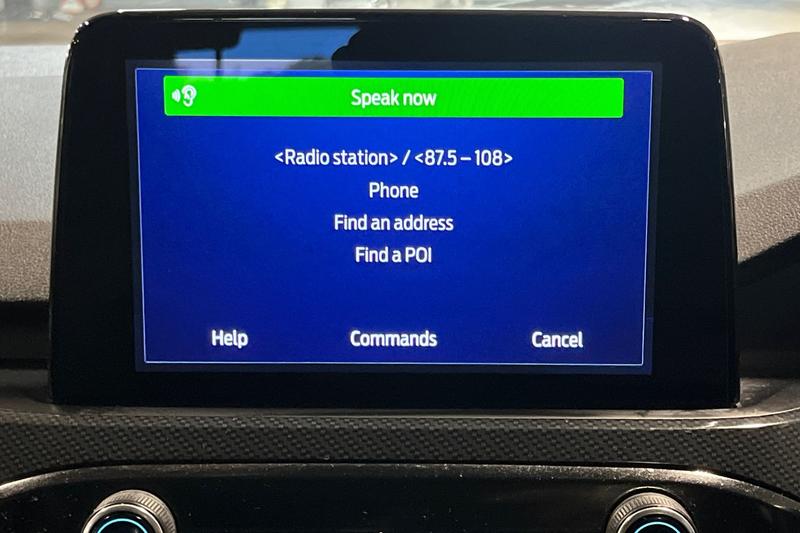 Speak now
<Radio station> / <87.5 – 108>
Phone
Find an address
Find a POI
Help Commands Cancel